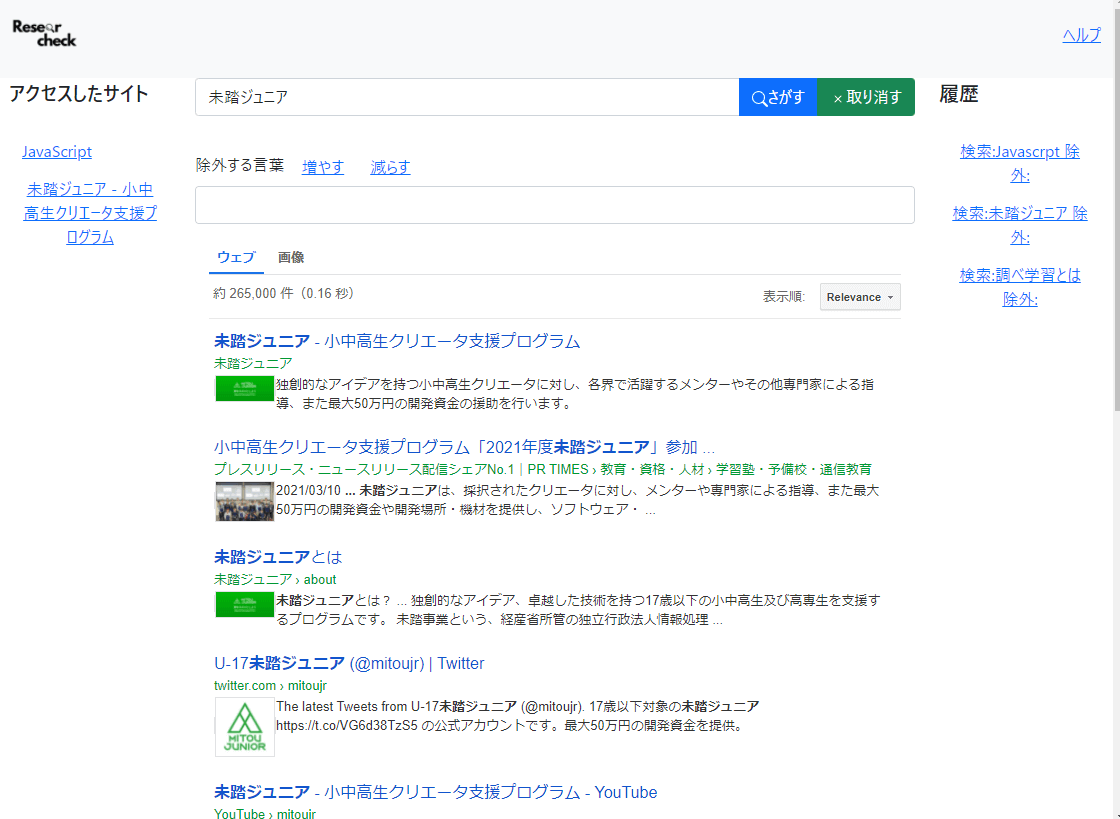 Resear
check
ヘルプ
アクセスしたサイト
未踏ジュニア
さがす
× 取り消す
履歴
JavaScript
未踏ジュニア - 小中
高生クリエータ支援プ
ログラム
除外する言葉 増やす 減らす
検索:Javascrpt 除
外:
検索:未踏ジュニア 除
外:
検索:調べ学習とは
除外:
ウェブ 画像
約 265,000 件（0.16 秒）
表示順: Relevance
未踏ジュニア - 小中高生クリエータ支援プログラム
未踏ジュニア
独創的なアイデアを持つ小中高生クリエータに対し、各界で活躍するメンターやその他専門家による指
導、また最大50万円の開発資金の援助を行います。
小中高生クリエータ支援プログラム「2021年度未踏ジュニア」参加 ...
プレスリリース・ニュースリリース配信シェアNo.1｜PR TIMES › 教育・資格・人材 › 学習塾・予備校・通信教育
2021/03/10 ... 未踏ジュニアは、採択されたクリエータに対し、メンターや専門家による指導、また最大
50万円の開発資金や開発場所・機材を提供し、ソフトウェア・ ...
未踏ジュニアとは
未踏ジュニア › about
未踏ジュニアとは？ ... 独創的なアイデア、卓越した技術を持つ17歳以下の小中高生及び高専生を支援す
るプログラムです。 未踏事業という、経産省所管の独立行政法人情報処理 ...
U-17未踏ジュニア (@mitoujr) | Twitter
twitter.com › mitoujr
The latest Tweets from U-17未踏ジュニア (@mitoujr). 17歳以下対象の未踏ジュニア
https://t.co/VG6d38TzS5 の公式アカウントです。最大50万円の開発資金を提供。
MITOU
JUNIOR
未踏ジュニア - 小中高生クリエータ支援プログラム - YouTube
YouTube › mitoujr